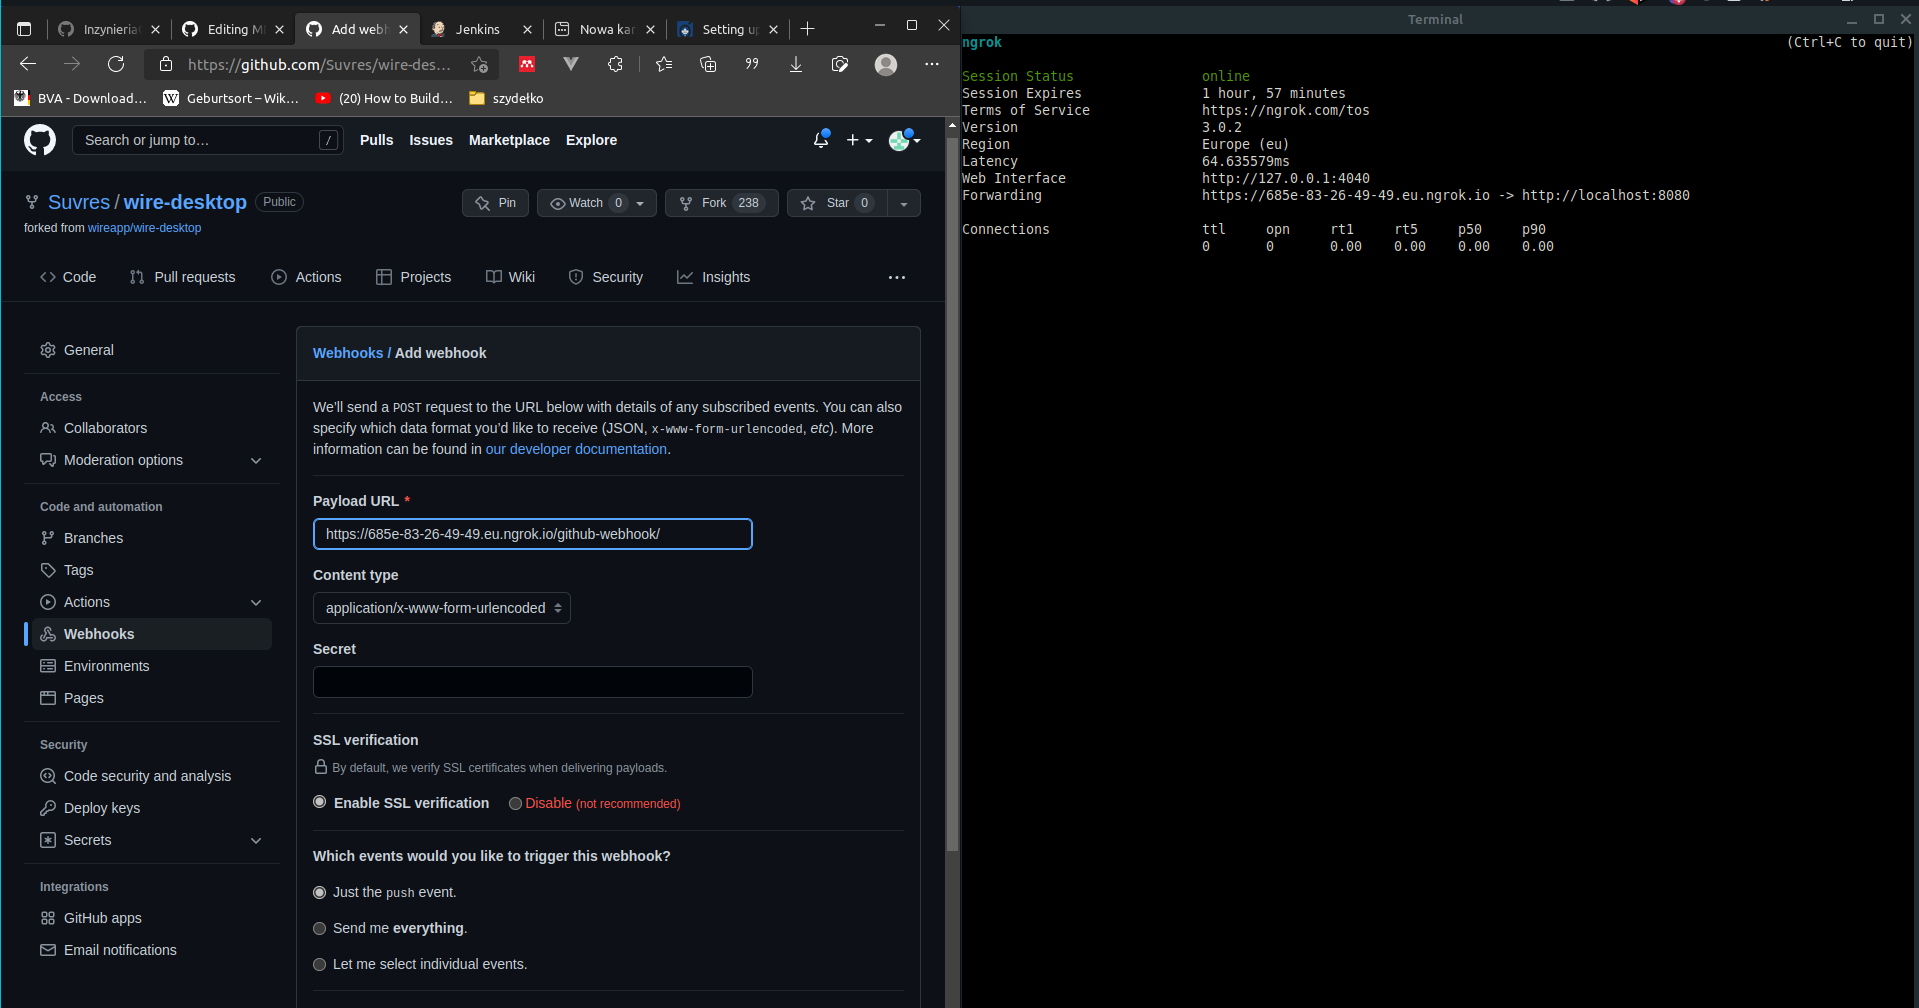 Inzynieria
Editing M
Add webh
Jenkins
Nowa kar
Setting up
https://github.com/Suvres/wire-des...
BVA - Download...
Geburtsort – Wik...
(20) How to Build...
szydełko
Search or jump to...
/
Pulls
Issues
Marketplace
Explore
Suvres / wire-desktop
Public
Pin
Watch 0
Fork 238
Star 0
forked from wireapp/wire-desktop
Code
Pull requests
Actions
Projects
Wiki
Security
Insights
General
Access
Collaborators
Moderation options
Code and automation
Branches
Tags
Actions
Webhooks
Environments
Pages
Security
Code security and analysis
Deploy keys
Secrets
Integrations
GitHub apps
Email notifications
Webhooks / Add webhook
We'll send a POST request to the URL below with details of any subscribed events. You can also
specify which data format you'd like to receive (JSON, x-www-form-urlencoded, etc). More
information can be found in our developer documentation.
Payload URL *
https://685e-83-26-49-49.eu.ngrok.io/github-webhook/
Content type
application/x-www-form-urlencoded
Secret
SSL verification
By default, we verify SSL certificates when delivering payloads.
Enable SSL verification
Disable (not recommended)
Which events would you like to trigger this webhook?
Just the push event.
Send me everything.
Let me select individual events.
Terminal
ngrok (Ctrl+C to quit)
Session Status online
Session Expires 1 hour, 57 minutes
Terms of Service https://ngrok.com/tos
Version 3.0.2
Region Europe (eu)
Latency 64.635579ms
Web Interface http://127.0.0.1:4040
Forwarding https://685e-83-26-49-49.eu.ngrok.io -> http://localhost:8080
Connections ttl opn rt1 rt5 p50 p90
0 0 0.00 0.00 0.00 0.00